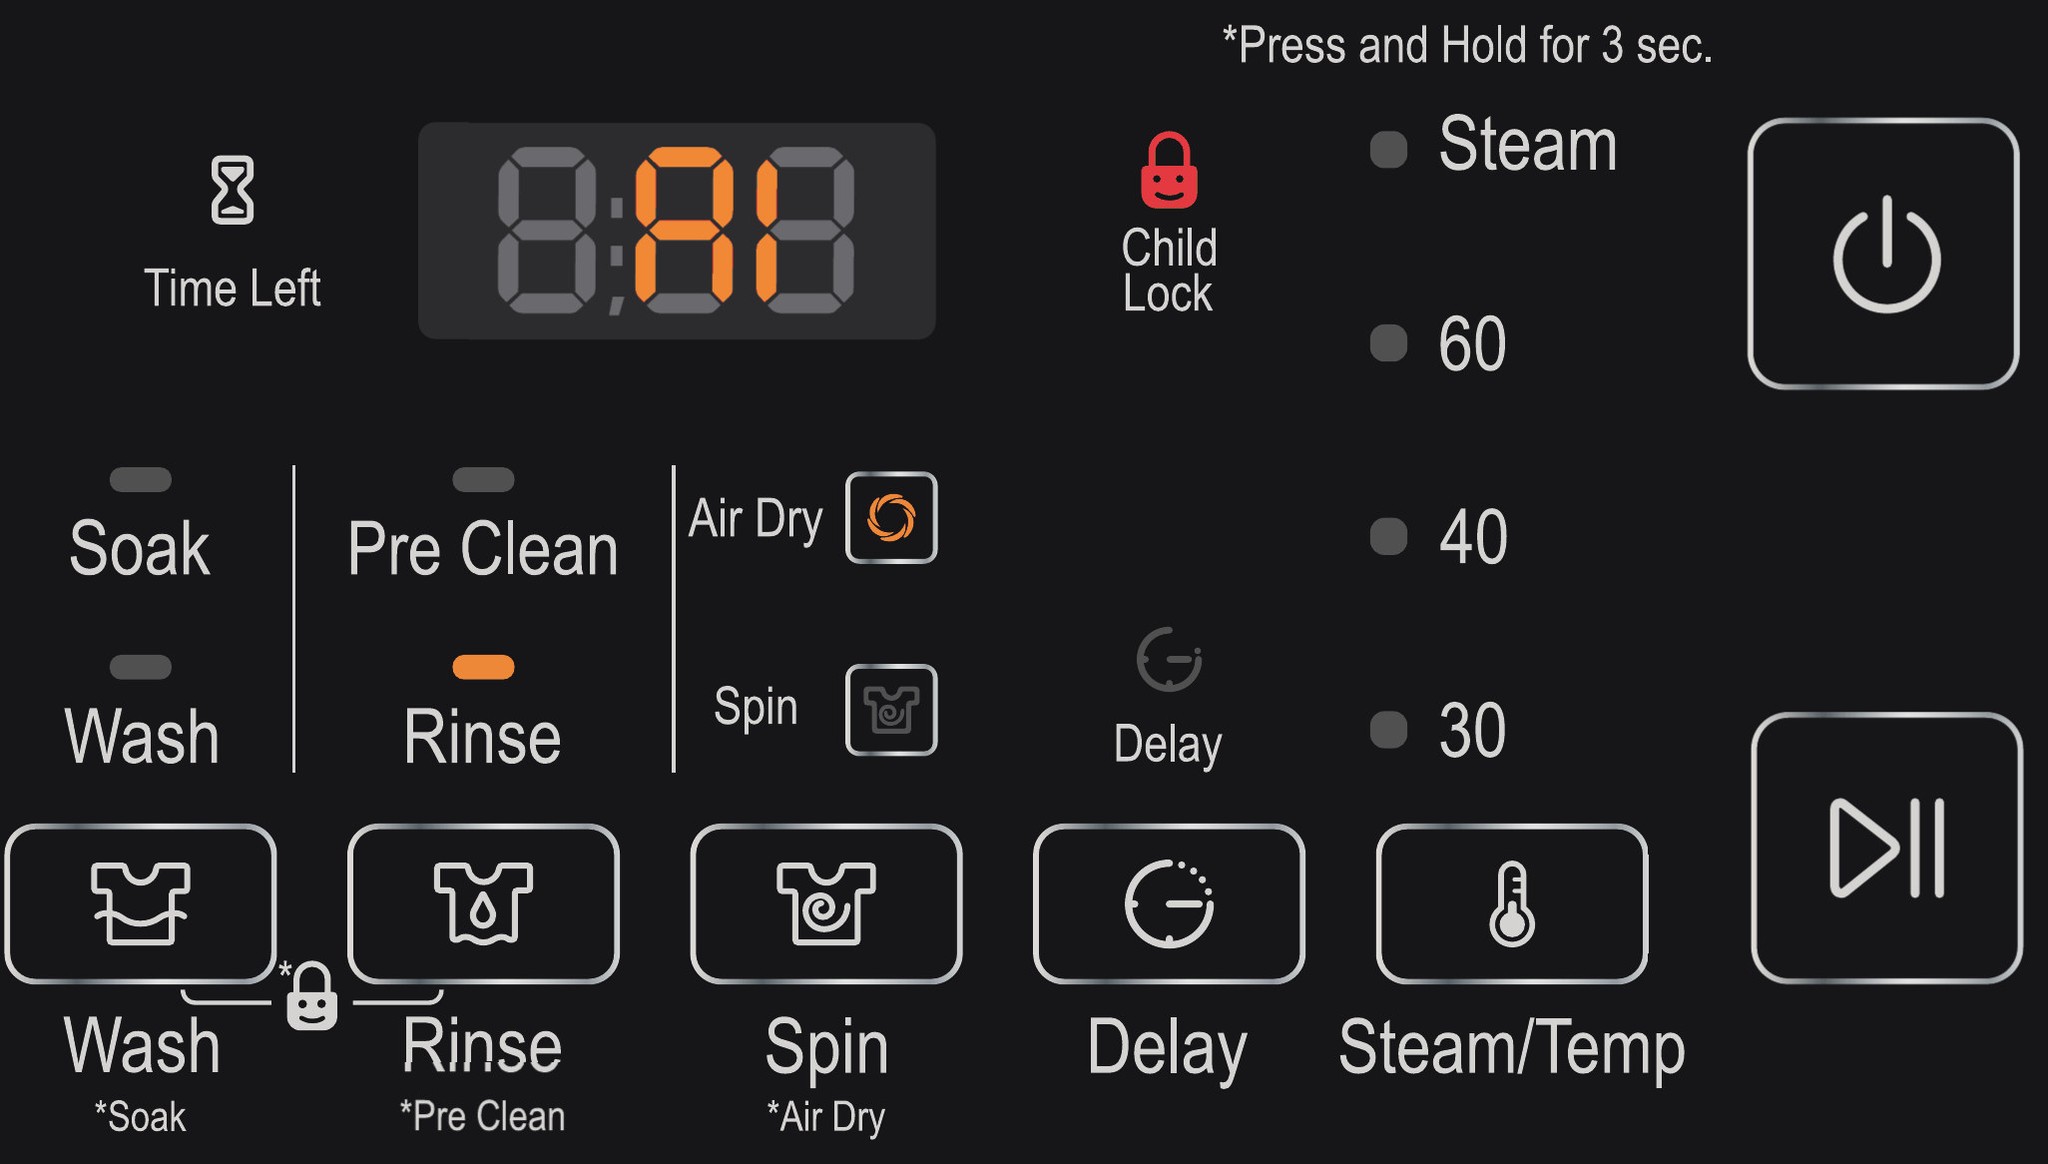 *Press and Hold for 3 sec.
Steam
Time Left
AI
Child
Lock
60
Soak
Pre Clean
Air Dry
40
Wash
Rinse
Spin
Delay
30
*
Wash
Rinse
Spin
Delay
Steam/Temp
*Soak
*Pre Clean
*Air Dry